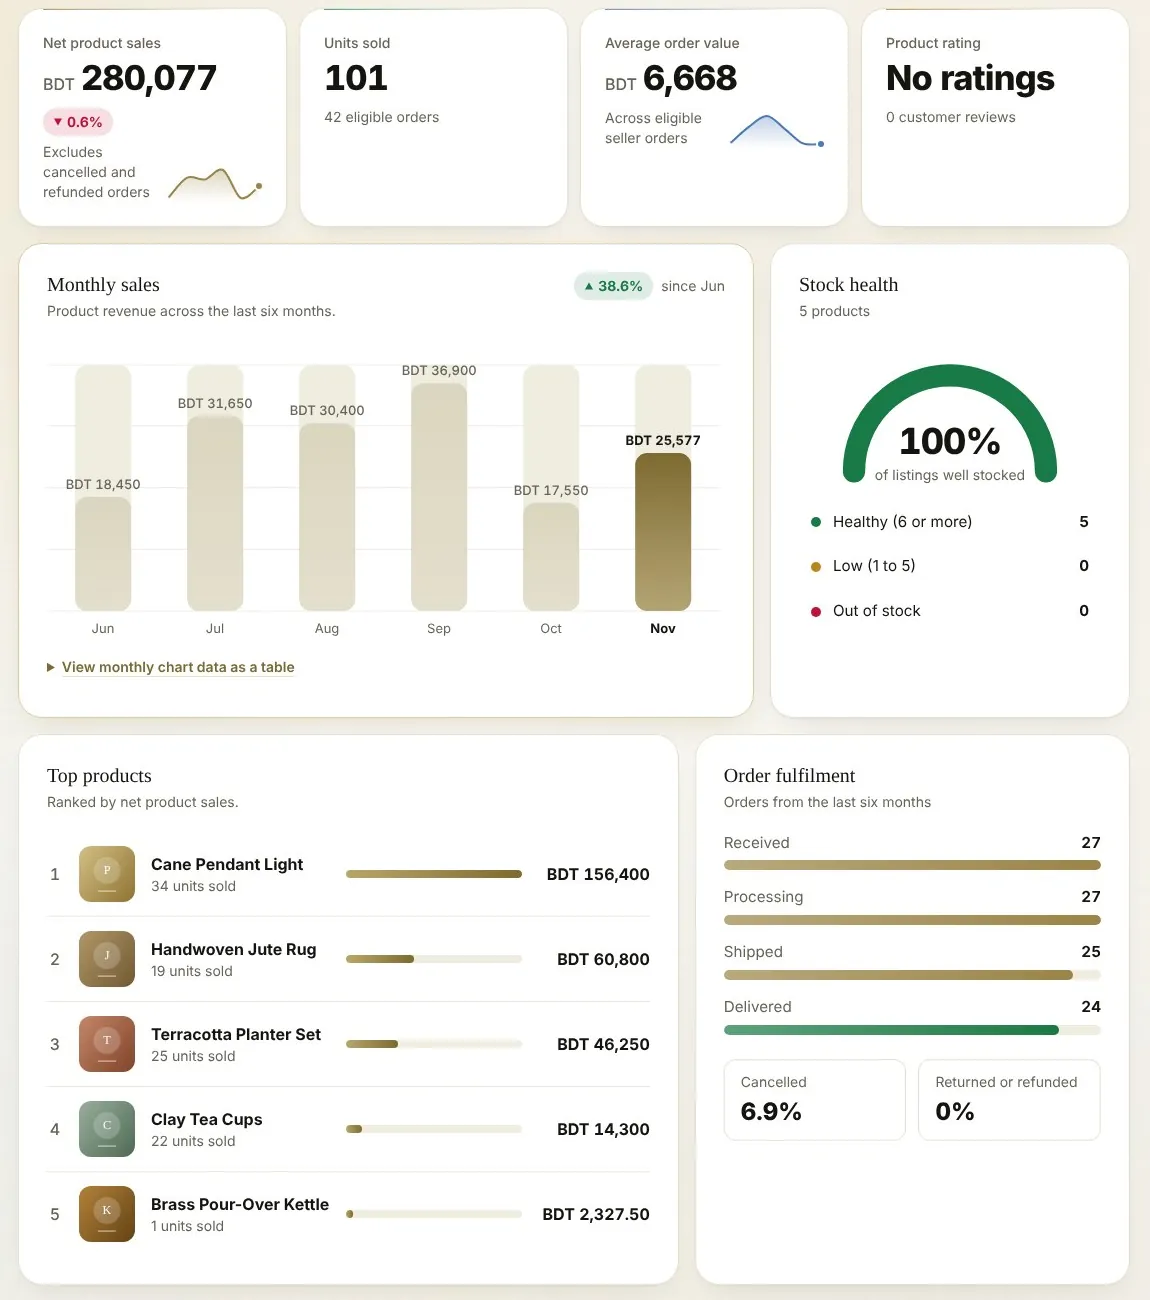 Net product sales
BDT 280,077
▼ 0.6%
Excludes
cancelled and
refunded orders
Units sold
101
42 eligible orders
Average order value
BDT 6,668
Across eligible
seller orders
Product rating
No ratings
0 customer reviews
Monthly sales
▲ 38.6% since Jun
Product revenue across the last six months.
BDT 18,450
BDT 31,650
BDT 30,400
BDT 36,900
BDT 17,550
BDT 25,577
Jun
Jul
Aug
Sep
Oct
Nov
▶ View monthly chart data as a table
Stock health
5 products
100%
of listings well stocked
Healthy (6 or more) 5
Low (1 to 5) 0
Out of stock 0
Top products
Ranked by net product sales.
1 P Cane Pendant Light BDT 156,400
34 units sold
2 J Handwoven Jute Rug BDT 60,800
19 units sold
3 T Terracotta Planter Set BDT 46,250
25 units sold
4 C Clay Tea Cups BDT 14,300
22 units sold
5 K Brass Pour-Over Kettle BDT 2,327.50
1 units sold
Order fulfilment
Orders from the last six months
Received 27
Processing 27
Shipped 25
Delivered 24
Cancelled
6.9%
Returned or refunded
0%